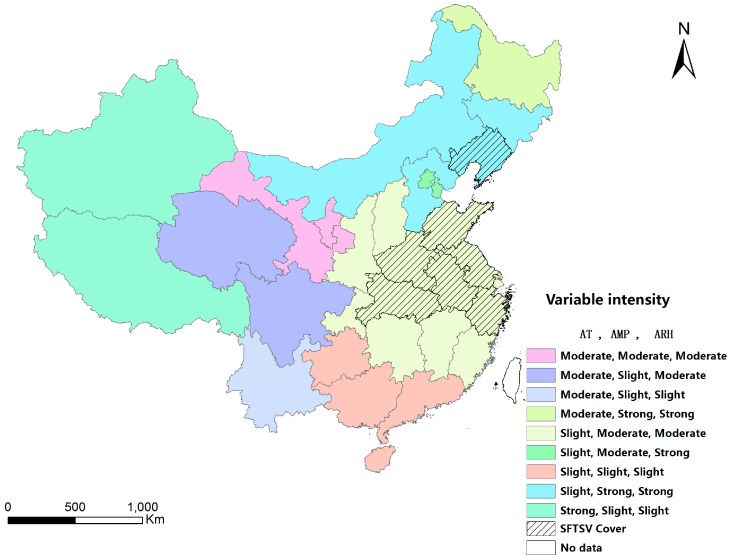 N
Variable intensity
AT , AMP , ARH
Moderate, Moderate, Moderate
Moderate, Slight, Moderate
Moderate, Slight, Slight
Moderate, Strong, Strong
Slight, Moderate, Moderate
Slight, Moderate, Strong
Slight, Slight, Slight
Slight, Strong, Strong
Strong, Slight, Slight
SFTSV Cover
No data
0 500 1,000
Km